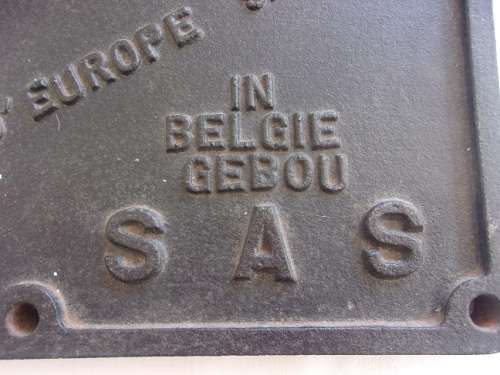 D'EUROPE
IN
BELGIE
GEBOU
S A S